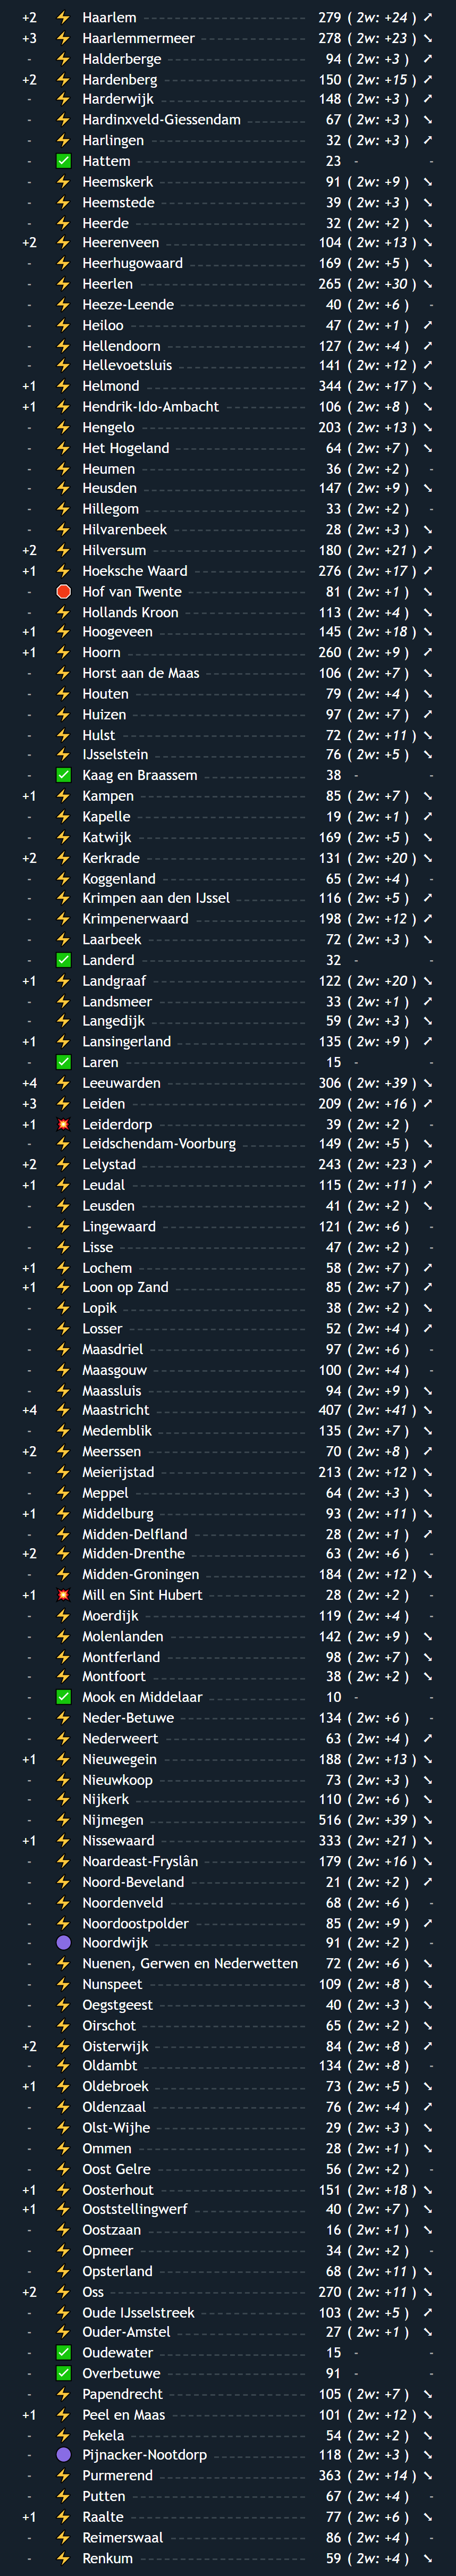 +2 ⚡ Haarlem 279 ( 2w: +24 ) ↗
+3 ⚡ Haarlemmermeer 278 ( 2w: +23 ) ↘
- ⚡ Halderberge 94 ( 2w: +3 ) ↗
+2 ⚡ Hardenberg 150 ( 2w: +15 ) ↗
- ⚡ Harderwijk 148 ( 2w: +3 ) ↗
- ⚡ Hardinxveld-Giessendam 67 ( 2w: +3 ) ↘
- ⚡ Harlingen 32 ( 2w: +3 ) ↗
- ✅ Hattem 23 - -
- ⚡ Heemskerk 91 ( 2w: +9 ) ↘
- ⚡ Heemstede 39 ( 2w: +3 ) ↘
- ⚡ Heerde 32 ( 2w: +2 ) ↘
+2 ⚡ Heerenveen 104 ( 2w: +13 ) ↘
- ⚡ Heerhugowaard 169 ( 2w: +5 ) ↘
- ⚡ Heerlen 265 ( 2w: +30 ) ↘
- ⚡ Heeze-Leende 40 ( 2w: +6 ) -
- ⚡ Heiloo 47 ( 2w: +1 ) ↗
- ⚡ Hellendoorn 127 ( 2w: +4 ) ↗
- ⚡ Hellevoetsluis 141 ( 2w: +12 ) ↗
+1 ⚡ Helmond 344 ( 2w: +17 ) ↘
+1 ⚡ Hendrik-Ido-Ambacht 106 ( 2w: +8 ) ↘
- ⚡ Hengelo 203 ( 2w: +13 ) ↘
- ⚡ Het Hogeland 64 ( 2w: +7 ) ↘
- ⚡ Heumen 36 ( 2w: +2 ) -
- ⚡ Heusden 147 ( 2w: +9 ) ↘
- ⚡ Hillegom 33 ( 2w: +2 ) -
- ⚡ Hilvarenbeek 28 ( 2w: +3 ) ↘
+2 ⚡ Hilversum 180 ( 2w: +21 ) ↗
+1 ⚡ Hoeksche Waard 276 ( 2w: +17 ) ↗
- 🛑 Hof van Twente 81 ( 2w: +1 ) ↘
- ⚡ Hollands Kroon 113 ( 2w: +4 ) ↘
+1 ⚡ Hoogeveen 145 ( 2w: +18 ) ↘
+1 ⚡ Hoorn 260 ( 2w: +9 ) ↗
- ⚡ Horst aan de Maas 106 ( 2w: +7 ) ↘
- ⚡ Houten 79 ( 2w: +4 ) ↘
- ⚡ Huizen 97 ( 2w: +7 ) ↗
- ⚡ Hulst 72 ( 2w: +11 ) ↘
- ⚡ IJsselstein 76 ( 2w: +5 ) ↘
- ✅ Kaag en Braassem 38 - -
+1 ⚡ Kampen 85 ( 2w: +7 ) ↘
- ⚡ Kapelle 19 ( 2w: +1 ) ↗
- ⚡ Katwijk 169 ( 2w: +5 ) ↘
+2 ⚡ Kerkrade 131 ( 2w: +20 ) ↘
- ⚡ Koggenland 65 ( 2w: +4 ) -
- ⚡ Krimpen aan den IJssel 116 ( 2w: +5 ) ↗
- ⚡ Krimpenerwaard 198 ( 2w: +12 ) ↗
- ⚡ Laarbeek 72 ( 2w: +3 ) ↘
- ✅ Landerd 32 - -
+1 ⚡ Landgraaf 122 ( 2w: +20 ) ↘
- ⚡ Landsmeer 33 ( 2w: +1 ) ↗
- ⚡ Langedijk 59 ( 2w: +3 ) ↘
+1 ⚡ Lansingerland 135 ( 2w: +9 ) ↗
- ✅ Laren 15 - -
+4 ⚡ Leeuwarden 306 ( 2w: +39 ) ↘
+3 ⚡ Leiden 209 ( 2w: +16 ) ↗
+1 💥 Leiderdorp 39 ( 2w: +2 ) -
- ⚡ Leidschendam-Voorburg 149 ( 2w: +5 ) ↘
+2 ⚡ Lelystad 243 ( 2w: +23 ) ↗
+1 ⚡ Leudal 115 ( 2w: +11 ) ↗
- ⚡ Leusden 41 ( 2w: +2 ) ↘
- ⚡ Lingewaard 121 ( 2w: +6 ) -
- ⚡ Lisse 47 ( 2w: +2 ) -
+1 ⚡ Lochem 58 ( 2w: +7 ) ↗
+1 ⚡ Loon op Zand 85 ( 2w: +7 ) ↗
- ⚡ Lopik 38 ( 2w: +2 ) ↘
- ⚡ Losser 52 ( 2w: +4 ) ↗
- ⚡ Maasdriel 97 ( 2w: +6 ) -
- ⚡ Maasgouw 100 ( 2w: +4 ) -
- ⚡ Maassluis 94 ( 2w: +9 ) ↘
+4 ⚡ Maastricht 407 ( 2w: +41 ) ↘
- ⚡ Medemblik 135 ( 2w: +7 ) ↘
+2 ⚡ Meerssen 70 ( 2w: +8 ) ↗
- ⚡ Meierijstad 213 ( 2w: +12 ) ↘
- ⚡ Meppel 64 ( 2w: +3 ) ↘
+1 ⚡ Middelburg 93 ( 2w: +11 ) ↘
- ⚡ Midden-Delfland 28 ( 2w: +1 ) ↗
+2 ⚡ Midden-Drenthe 63 ( 2w: +6 ) -
- ⚡ Midden-Groningen 184 ( 2w: +12 ) ↘
+1 💥 Mill en Sint Hubert 28 ( 2w: +2 ) -
- ⚡ Moerdijk 119 ( 2w: +4 ) -
- ⚡ Molenlanden 142 ( 2w: +9 ) ↘
- ⚡ Montferland 98 ( 2w: +7 ) ↘
- ⚡ Montfoort 38 ( 2w: +2 ) ↘
- ✅ Mook en Middelaar 10 - -
- ⚡ Neder-Betuwe 134 ( 2w: +6 ) -
- ⚡ Nederweert 63 ( 2w: +4 ) ↗
+1 ⚡ Nieuwegein 188 ( 2w: +13 ) ↘
- ⚡ Nieuwkoop 73 ( 2w: +3 ) ↘
- ⚡ Nijkerk 110 ( 2w: +6 ) ↘
- ⚡ Nijmegen 516 ( 2w: +39 ) ↘
+1 ⚡ Nissewaard 333 ( 2w: +21 ) ↘
- ⚡ Noardeast-Fryslân 179 ( 2w: +16 ) ↘
- ⚡ Noord-Beveland 21 ( 2w: +2 ) ↗
- ⚡ Noordenveld 68 ( 2w: +6 ) -
- ⚡ Noordoostpolder 85 ( 2w: +9 ) ↗
- 🟣 Noordwijk 91 ( 2w: +2 ) -
- ⚡ Nuenen, Gerwen en Nederwetten 72 ( 2w: +6 ) ↘
- ⚡ Nunspeet 109 ( 2w: +8 ) ↘
- ⚡ Oegstgeest 40 ( 2w: +3 ) ↘
- ⚡ Oirschot 65 ( 2w: +2 ) ↘
+2 ⚡ Oisterwijk 84 ( 2w: +8 ) ↗
- ⚡ Oldambt 134 ( 2w: +8 ) -
+1 ⚡ Oldebroek 73 ( 2w: +5 ) ↘
- ⚡ Oldenzaal 76 ( 2w: +4 ) ↗
- ⚡ Olst-Wijhe 29 ( 2w: +3 ) ↘
- ⚡ Ommen 28 ( 2w: +1 ) ↘
- ⚡ Oost Gelre 56 ( 2w: +2 ) -
+1 ⚡ Oosterhout 151 ( 2w: +18 ) ↘
+1 ⚡ Ooststellingwerf 40 ( 2w: +7 ) ↘
- ⚡ Oostzaan 16 ( 2w: +1 ) ↘
- ⚡ Opmeer 34 ( 2w: +2 ) -
- ⚡ Opsterland 68 ( 2w: +11 ) ↘
+2 ⚡ Oss 270 ( 2w: +11 ) ↘
- ⚡ Oude IJsselstreek 103 ( 2w: +5 ) ↗
- ⚡ Ouder-Amstel 27 ( 2w: +1 ) ↘
- ✅ Oudewater 15 - -
- ✅ Overbetuwe 91 - -
- ⚡ Papendrecht 105 ( 2w: +7 ) ↘
+1 ⚡ Peel en Maas 101 ( 2w: +12 ) ↘
- ⚡ Pekela 54 ( 2w: +2 ) ↘
- 🟣 Pijnacker-Nootdorp 118 ( 2w: +3 ) ↘
- ⚡ Purmerend 363 ( 2w: +14 ) ↘
- ⚡ Putten 67 ( 2w: +4 ) -
+1 ⚡ Raalte 77 ( 2w: +6 ) ↘
- ⚡ Reimerswaal 86 ( 2w: +4 ) -
- ⚡ Renkum 59 ( 2w: +4 ) ↘